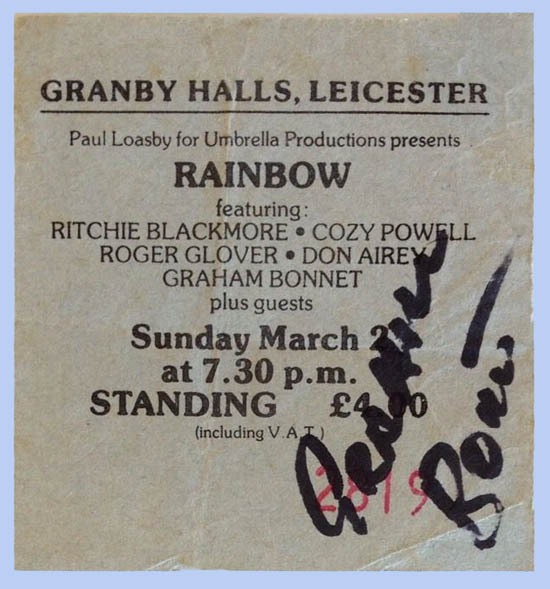 GRANBY HALLS, LEICESTER
Paul Loasby for Umbrella Productions presents
RAINBOW
featuring:
RITCHIE BLACKMORE • COZY POWELL
ROGER GLOVER • DON AIREY
GRAHAM BONNET
plus guests
Sunday March 2
at 7.30 p.m.
STANDING £4.00
(including V.A.T.)
2819